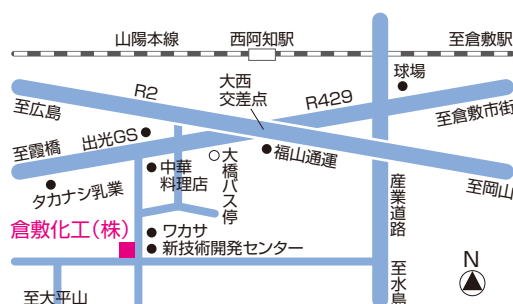 山陽本線
西阿知駅
至倉敷駅
球場
大西
交差点
R2
R429
至広島
至倉敷市街
至霞橋
出光GS
中華
料理店
大橋バス停
福山通運
タカナシ乳業
産業道路
至岡山
倉敷化工(株)
ワカサ
新技術開発センター
N
至大平山
至水島